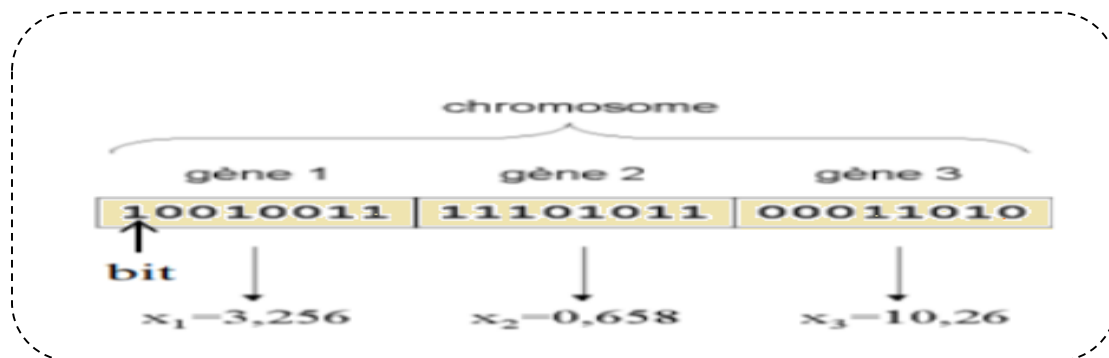 chromosome
gène 1 gène 2 gène 3
10010011 11101011 00011010
bit
x₁=3,256 x₂=0,658 x₃=10,26